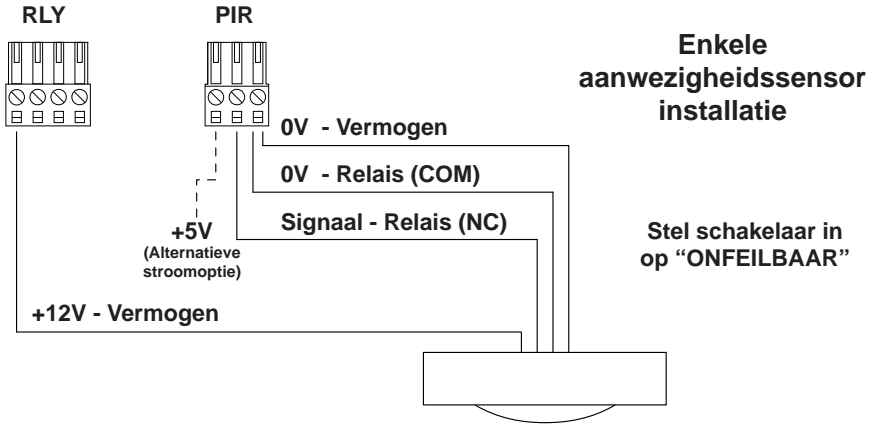 RLY
PIR
Enkele
aanwezigheidssensor
installatie
0V - Vermogen
0V - Relais (COM)
Signaal - Relais (NC)
+5V
(Alternatieve
stroomoptie)
Stel schakelaar in
op “ONFEILBAAR”
+12V - Vermogen